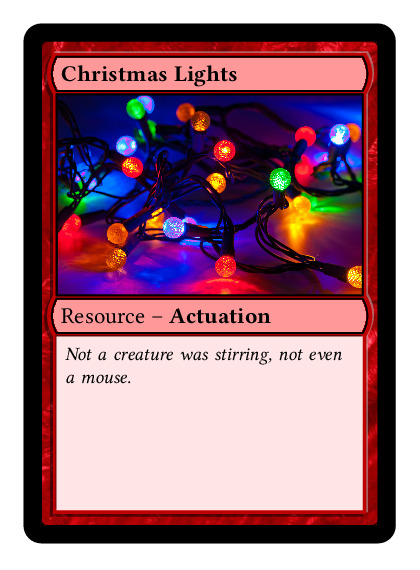 Christmas Lights
Resource – Actuation
Not a creature was stirring, not even
a mouse.